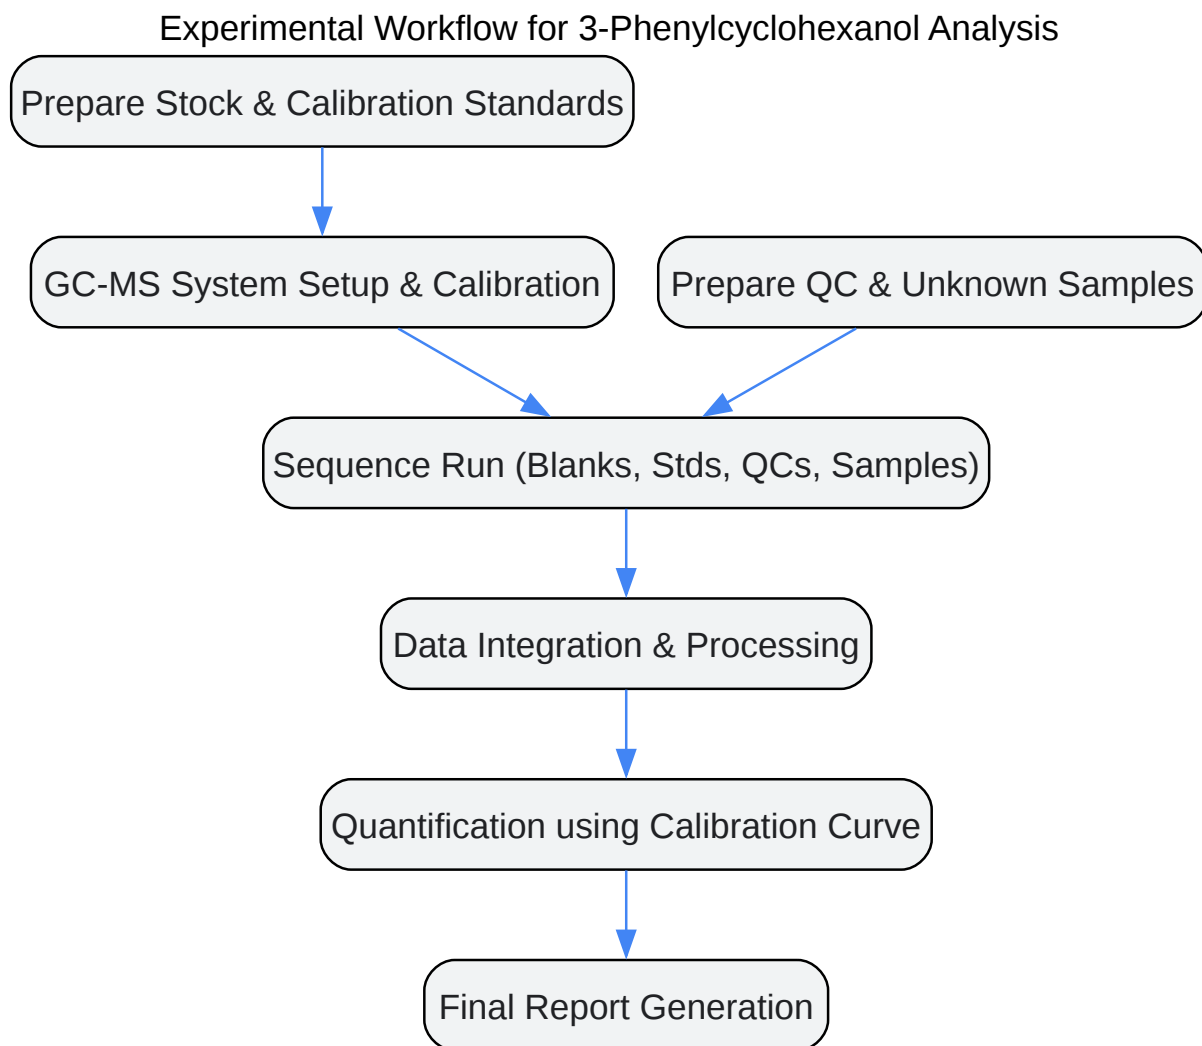 Experimental Workflow for 3-Phenylcyclohexanol Analysis
Prepare Stock & Calibration Standards
GC-MS System Setup & Calibration
Prepare QC & Unknown Samples
Sequence Run (Blanks, Stds, QCs, Samples)
Data Integration & Processing
Quantification using Calibration Curve
Final Report Generation